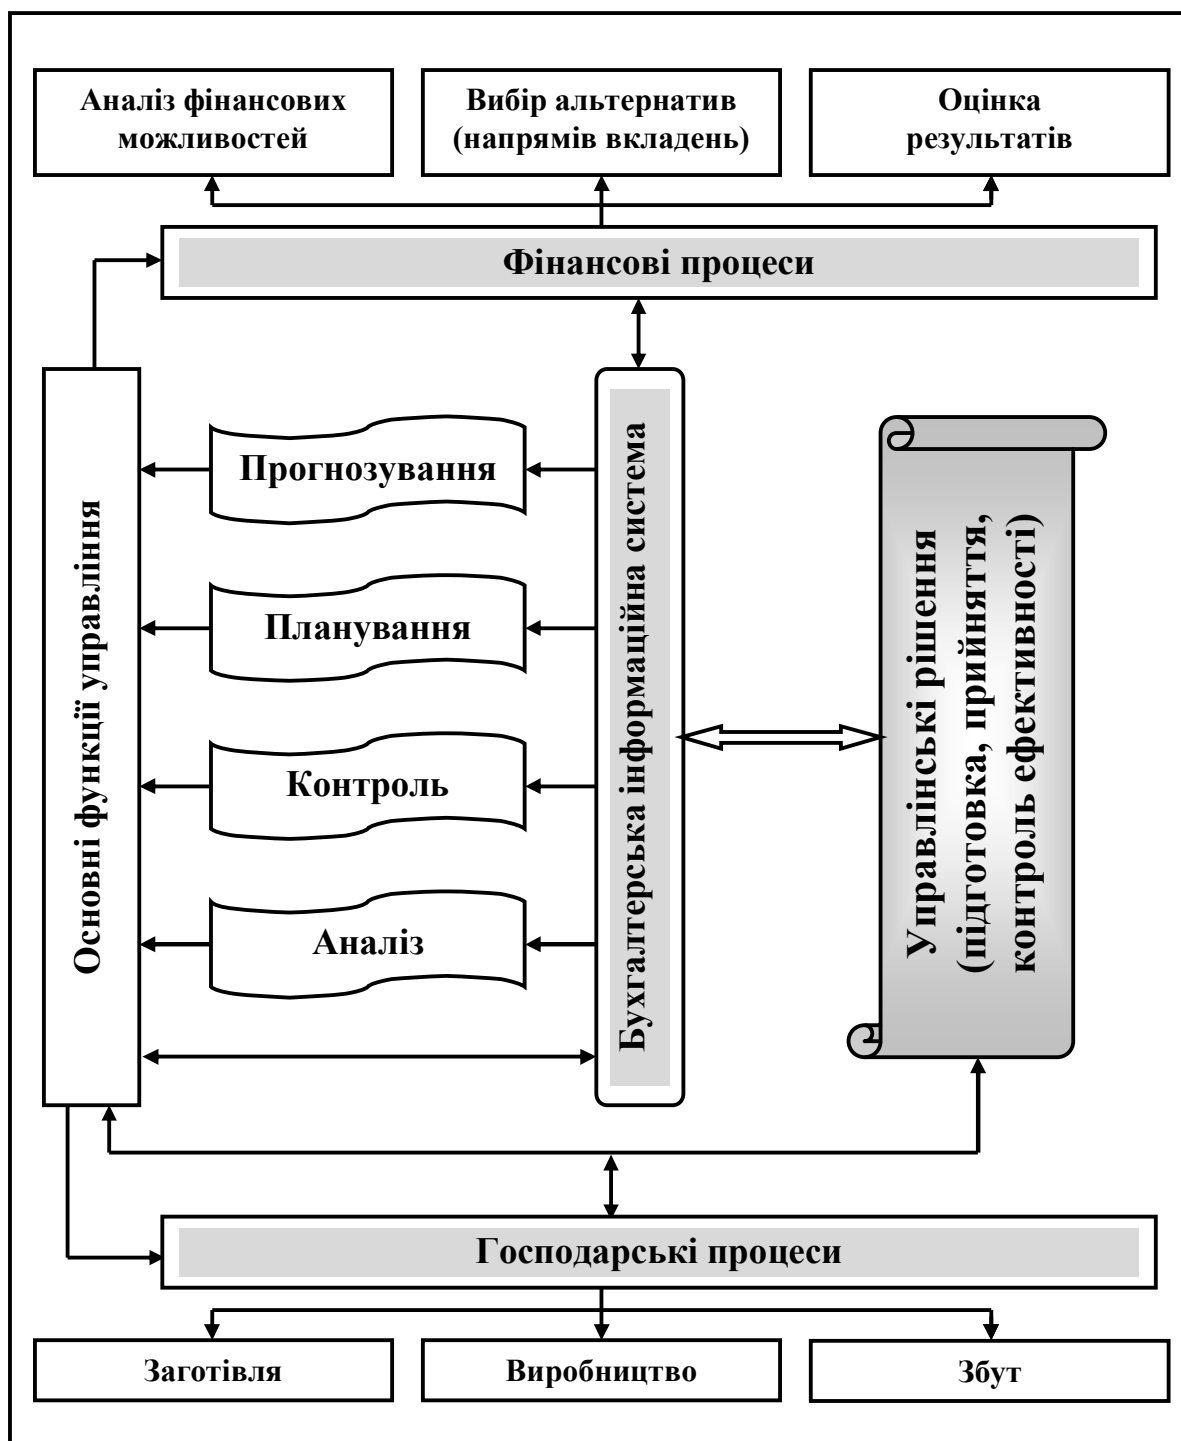 Аналіз фінансових
можливостей
Вибір альтернатив
(напрямів вкладень)
Оцінка
результатів
Фінансові процеси
Основні функції управління
Прогнозування
Планування
Контроль
Аналіз
Бухгалтерська інформаційна система
Управлінські рішення
(підготовка, прийняття,
контроль ефективності)
Господарські процеси
Заготівля
Виробництво
Збут